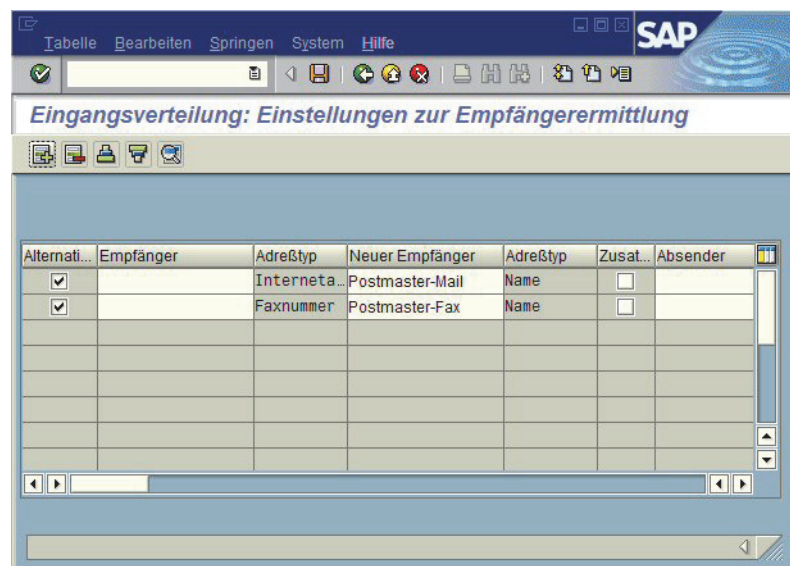 Tabelle Bearbeiten Springen System Hilfe
SAP
Eingangsverteilung: Einstellungen zur Empfängerermittlung
Alternati... Empfänger Adreßtyp Neuer Empfänger Adreßtyp Zusat... Absender
Interneta... Postmaster-Mail Name
Faxnummer Postmaster-Fax Name